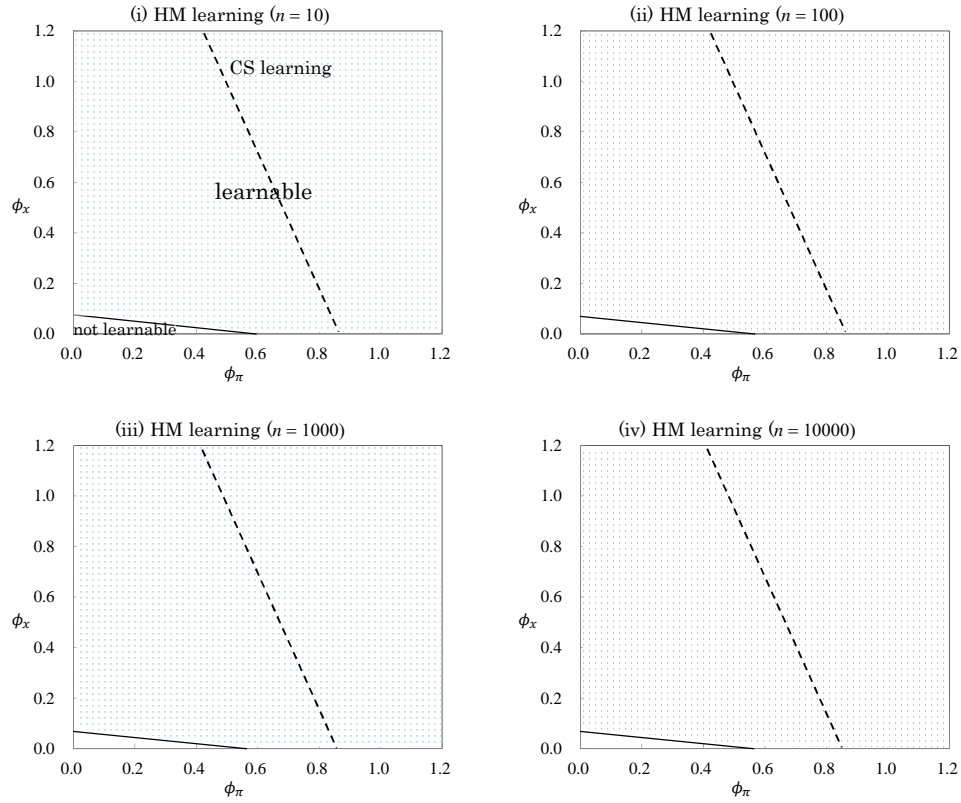 (i) HM learning (n = 10)
1.2
1.0
0.8
0.6
0.4
0.2
0.0
ϕx
CS learning
learnable
not learnable
0.0 0.2 0.4 0.6 0.8 1.0 1.2
ϕπ
(ii) HM learning (n = 100)
1.2
1.0
0.8
0.6
0.4
0.2
0.0
ϕx
0.0 0.2 0.4 0.6 0.8 1.0 1.2
ϕπ
(iii) HM learning (n = 1000)
1.2
1.0
0.8
0.6
0.4
0.2
0.0
ϕx
0.0 0.2 0.4 0.6 0.8 1.0 1.2
ϕπ
(iv) HM learning (n = 10000)
1.2
1.0
0.8
0.6
0.4
0.2
0.0
ϕx
0.0 0.2 0.4 0.6 0.8 1.0 1.2
ϕπ